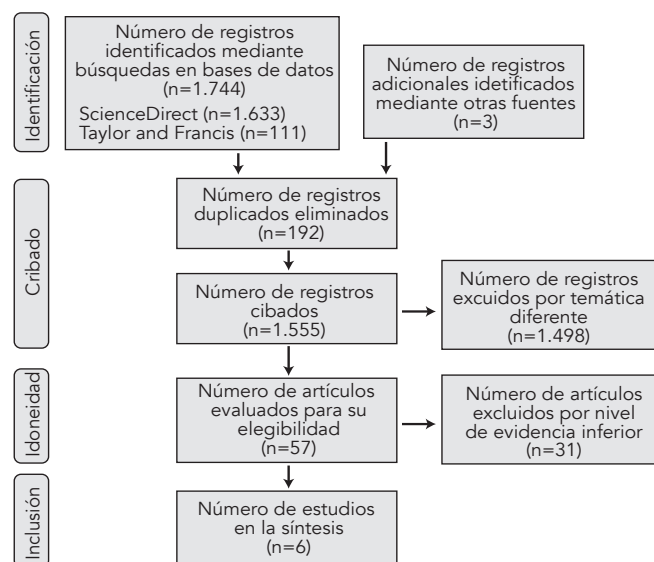 Identificación
Número de registros
identificados mediante
búsquedas en bases de datos
(n=1.744)
ScienceDirect (n=1.633)
Taylor and Francis (n=111)
Número de registros
adicionales idetificados
mediante otras fuentes
(n=3)
Cribado
Número de registros
duplicados eliminados
(n=192)
Número de registros
cibados
(n=1.555)
Número de registros
excuidos por temática
diferente
(n=1.498)
Idoneidad
Número de artículos
evaluados para su
elegibilidad
(n=57)
Número de artículos
excluidos por nivel
de evidencia inferior
(n=31)
Inclusión
Número de estudios
en la síntesis
(n=6)